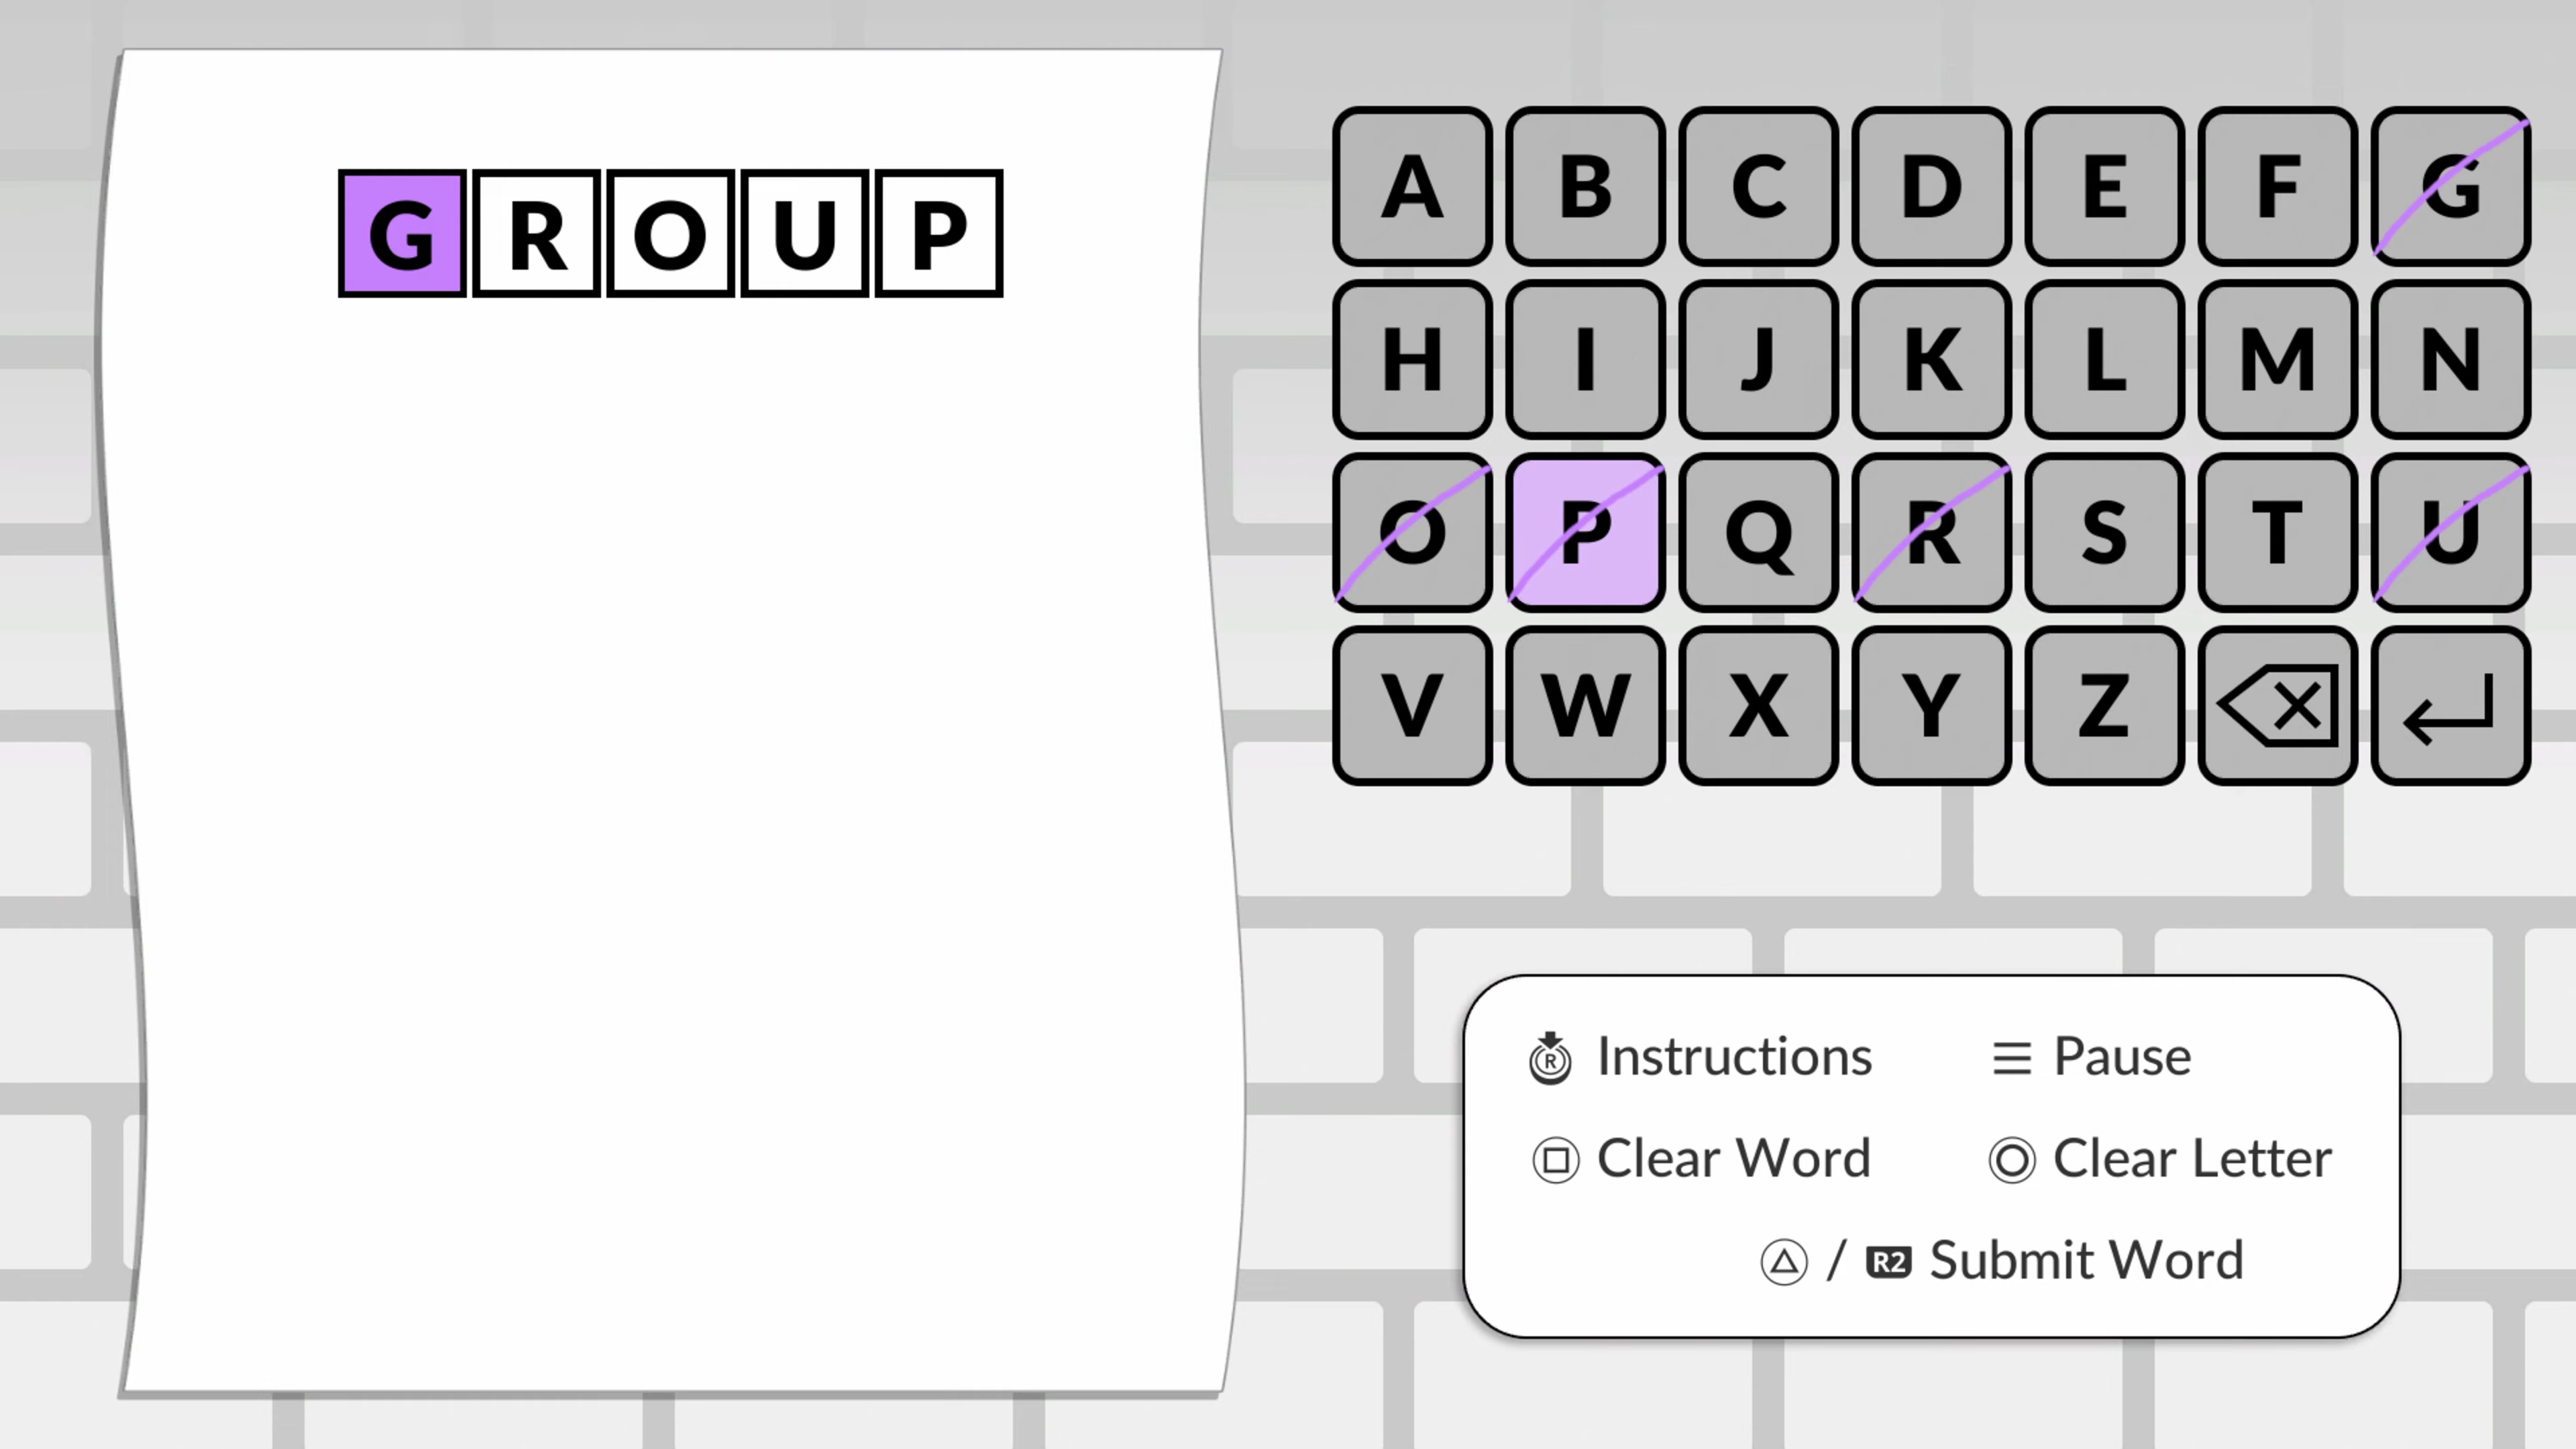 GROUP
A B C D E F G
H I J K L M N
O P Q R S T U
V W X Y Z
R Instructions
Pause
Clear Word
Clear Letter
/ R2 Submit Word